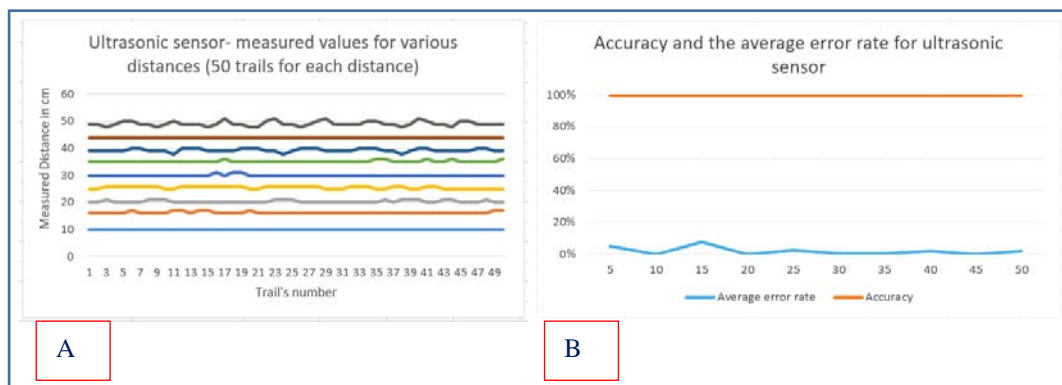 Ultrasonic sensor- measured values for various
distances (50 trails for each distance)
Measured Distance in cm
60
50
40
30
20
10
0
1 3 5 7 9 11 13 15 17 19 21 23 25 27 29 31 33 35 37 39 41 43 45 47 49
Trail's number
A
Accuracy and the average error rate for ultrasonic
sensor
100%
80%
60%
40%
20%
0%
5 10 15 20 25 30 35 40 45 50
Average error rate Accuracy
B